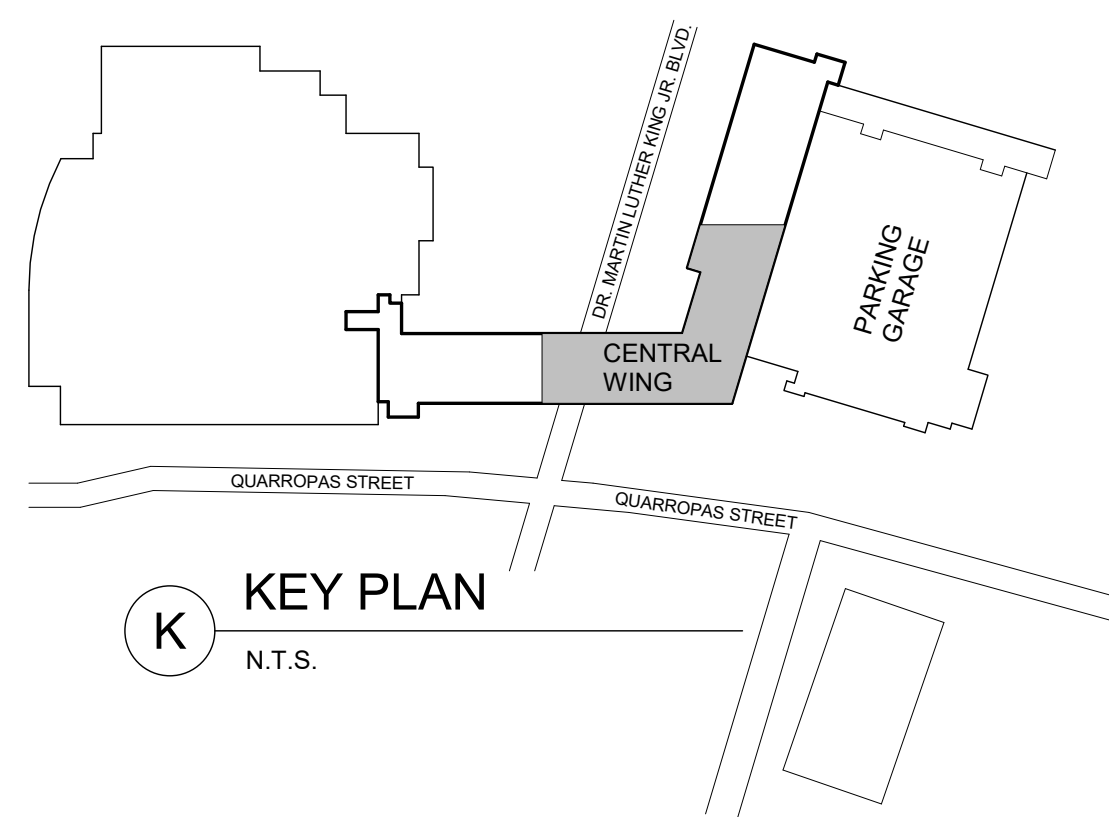 DR. MARTIN LUTHER KING JR. BLVD.
PARKING
GARAGE
CENTRAL
WING
QUARROPAS STREET
QUARROPAS STREET
KEY PLAN
K
N.T.S.